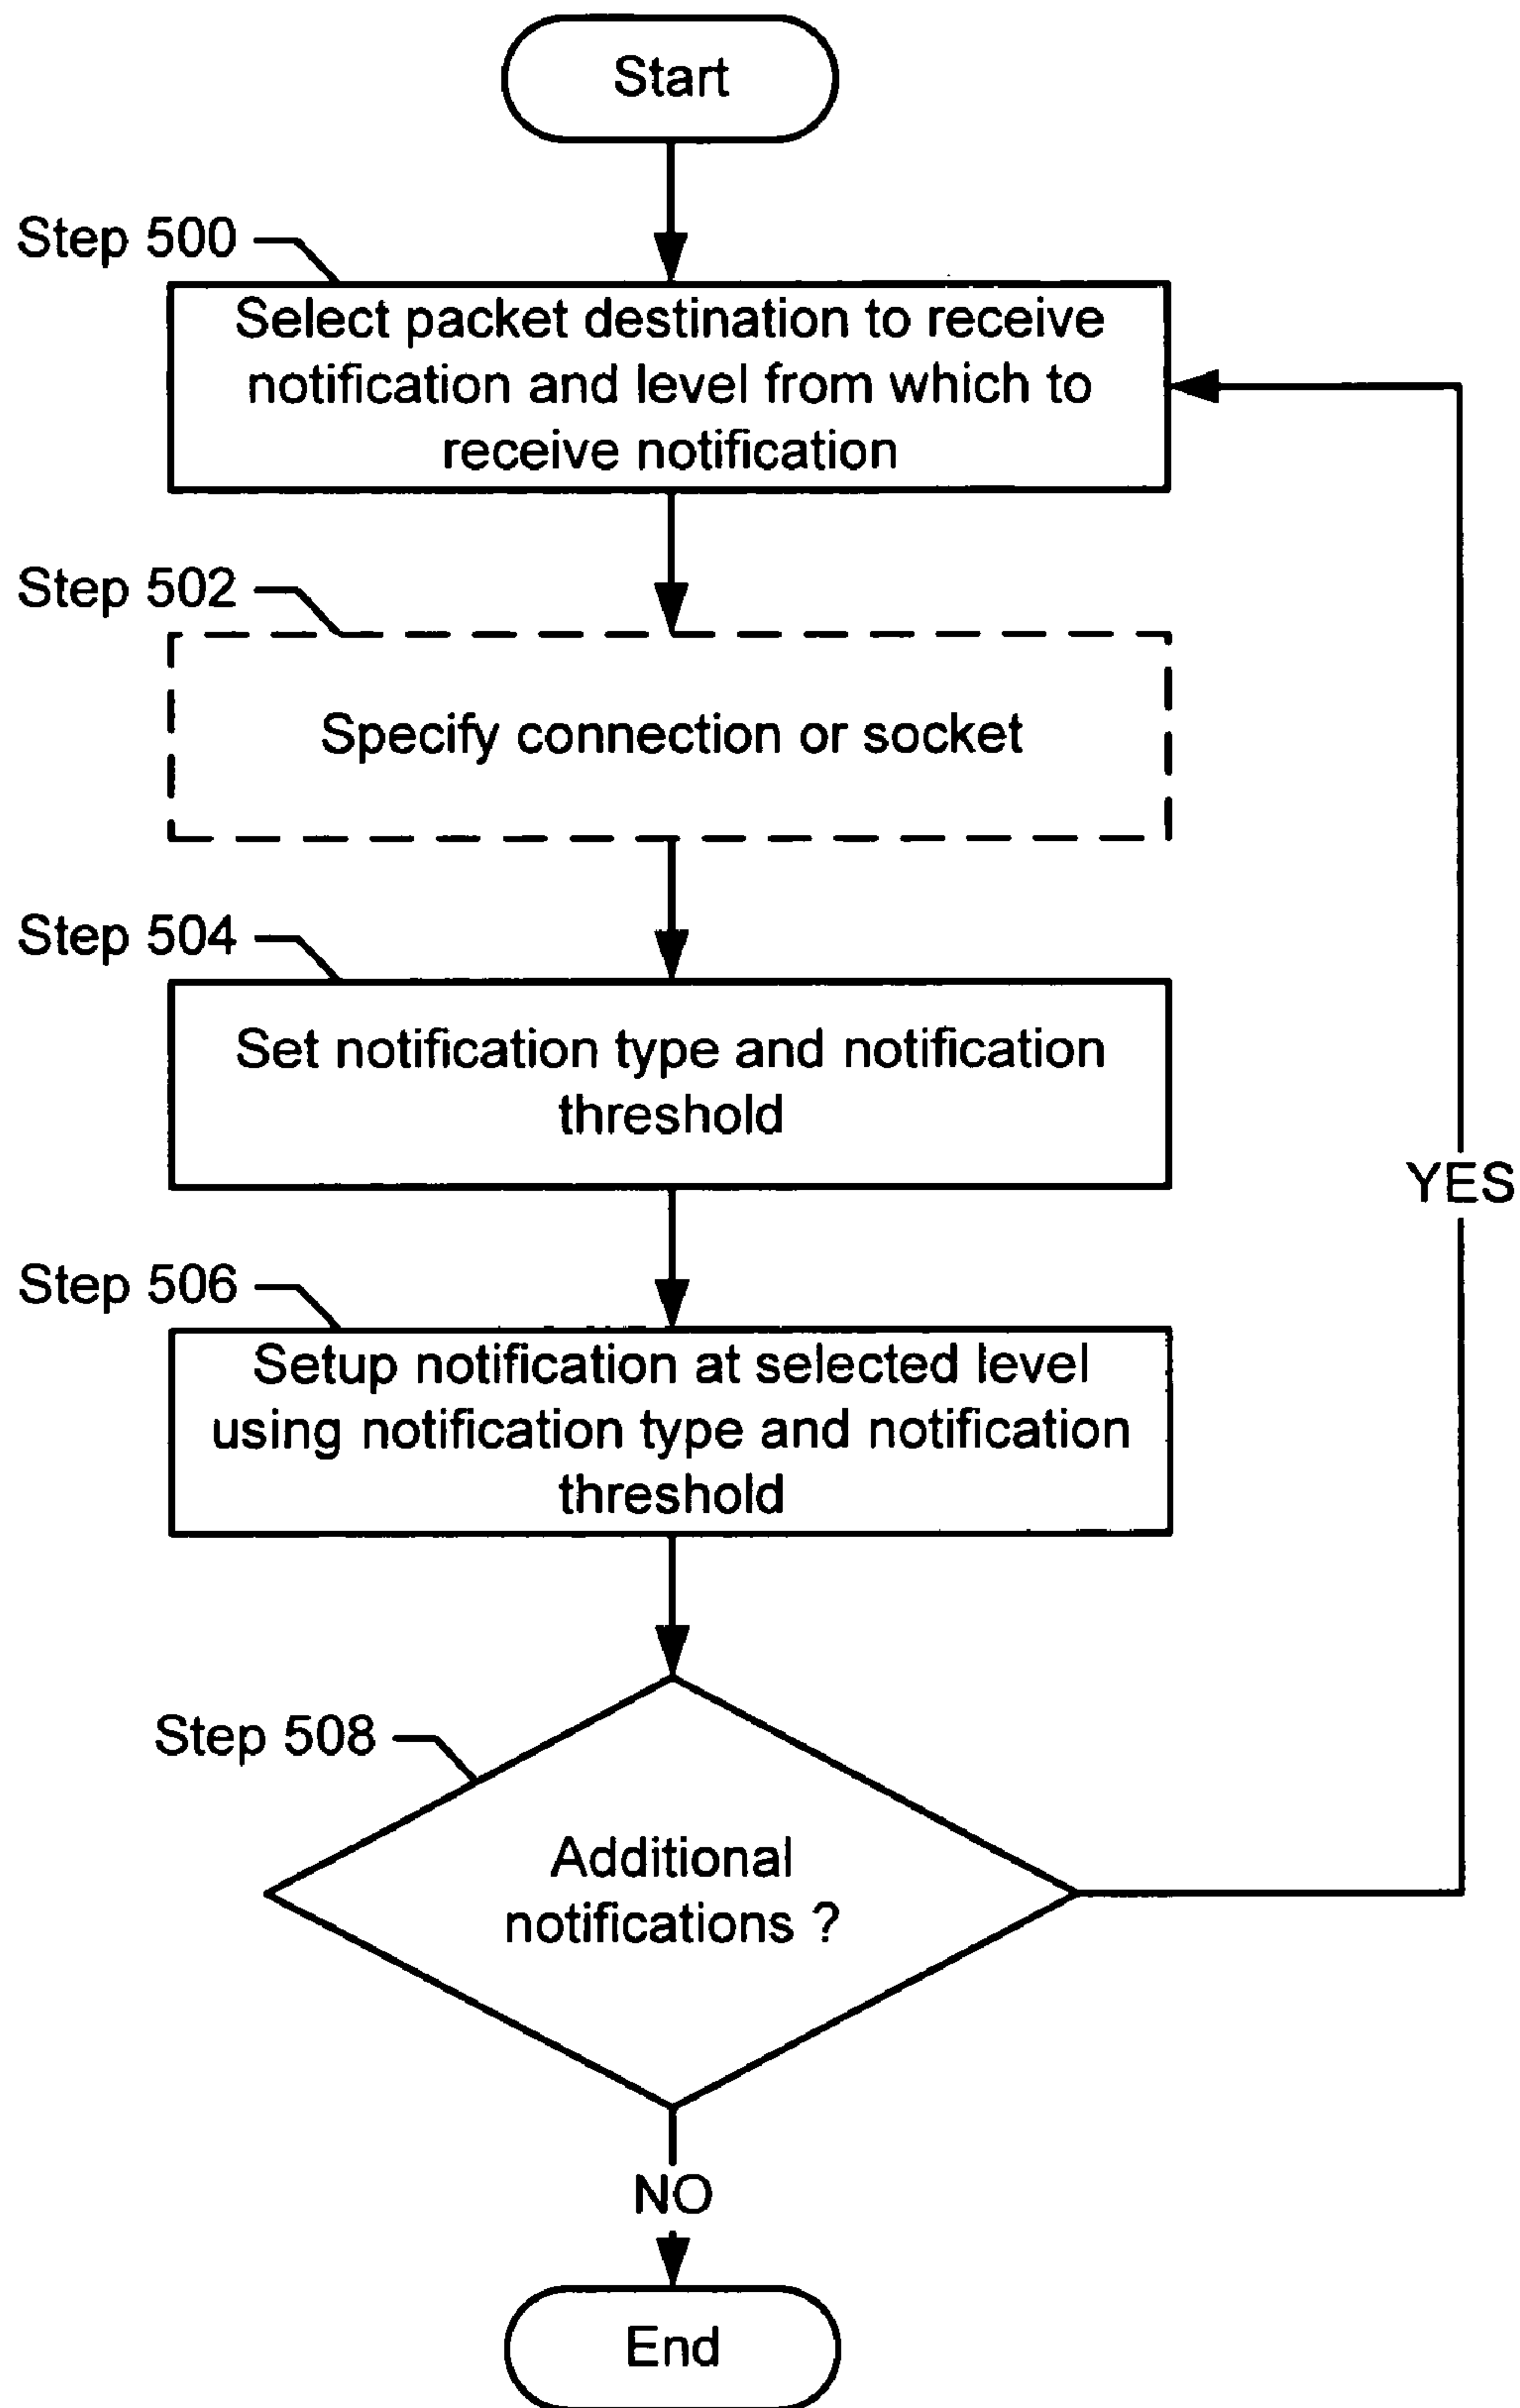 Start
Step 500
Select packet destination to receive
notification and level from which to
receive notification
Step 502
Specify connection or socket
Step 504
Set notification type and notification
threshold
YES
Step 506
Setup notification at selected level
using notification type and notification
threshold
Step 508
Additional
notifications ?
NO
End